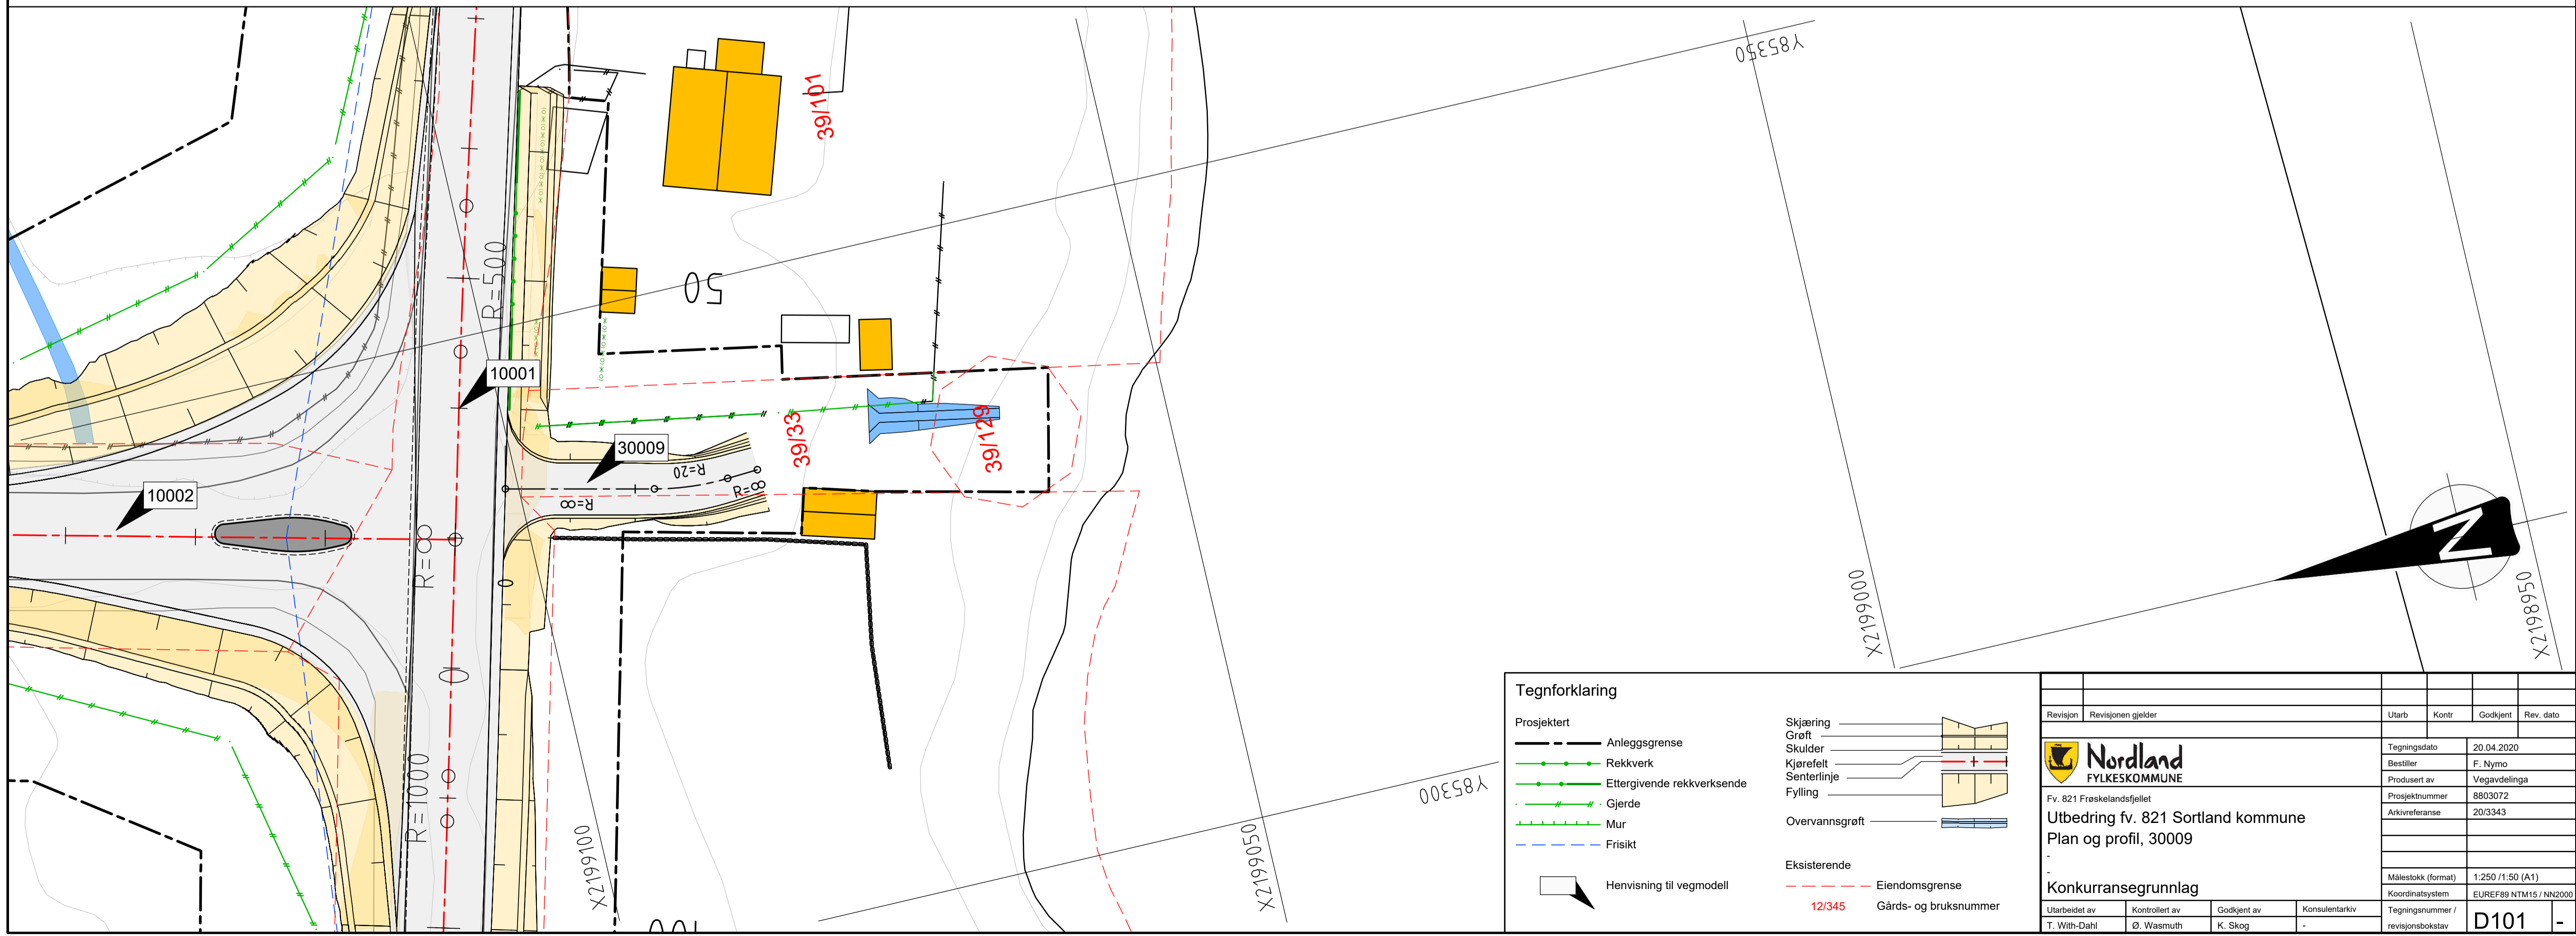 39/101
Y85350
R=500
50
10001
39/33
39/129
30009
R=20
R=∞
R=∞
10002
R=∞
0
R=1000
100
X2199100
X2199050
X2199000
X2198950
Y85300
N
Tegnforklaring
Prosjektert
Anleggsgrense
Rekkverk
Ettergivende rekkverksende
Gjerde
Mur
Frisikt
Henvisning til vegmodell
Skjæring
Grøft
Skulder
Kjørefelt
Senterlinje
Fylling
Overvannsgrøft
Eksisterende
Eiendomsgrense
12/345 Gårds- og bruksnummer
Revisjon Revisjonen gjelder Utarb Kontr Godkjent Rev. dato
Nordland
FYLKESKOMMUNE
Tegningsdato 20.04.2020
Bestiller F. Nymo
Produsert av Vegavdelinga
Prosjektnummer 8803072
Arkivreferanse 20/3343
Fv. 821 Frøskelandsfjellet
Utbedring fv. 821 Sortland kommune
Plan og profil, 30009
-
-
Konkurransegrunnlag
Målestokk (format) 1:250 /1:50 (A1)
Koordinatsystem EUREF89 NTM15 / NN2000
Utarbeidet av Kontrollert av Godkjent av Konsulentarkiv
T. With-Dahl Ø. Wasmuth K. Skog -
Tegningsnummer /
revisjonsbokstav
D101 -